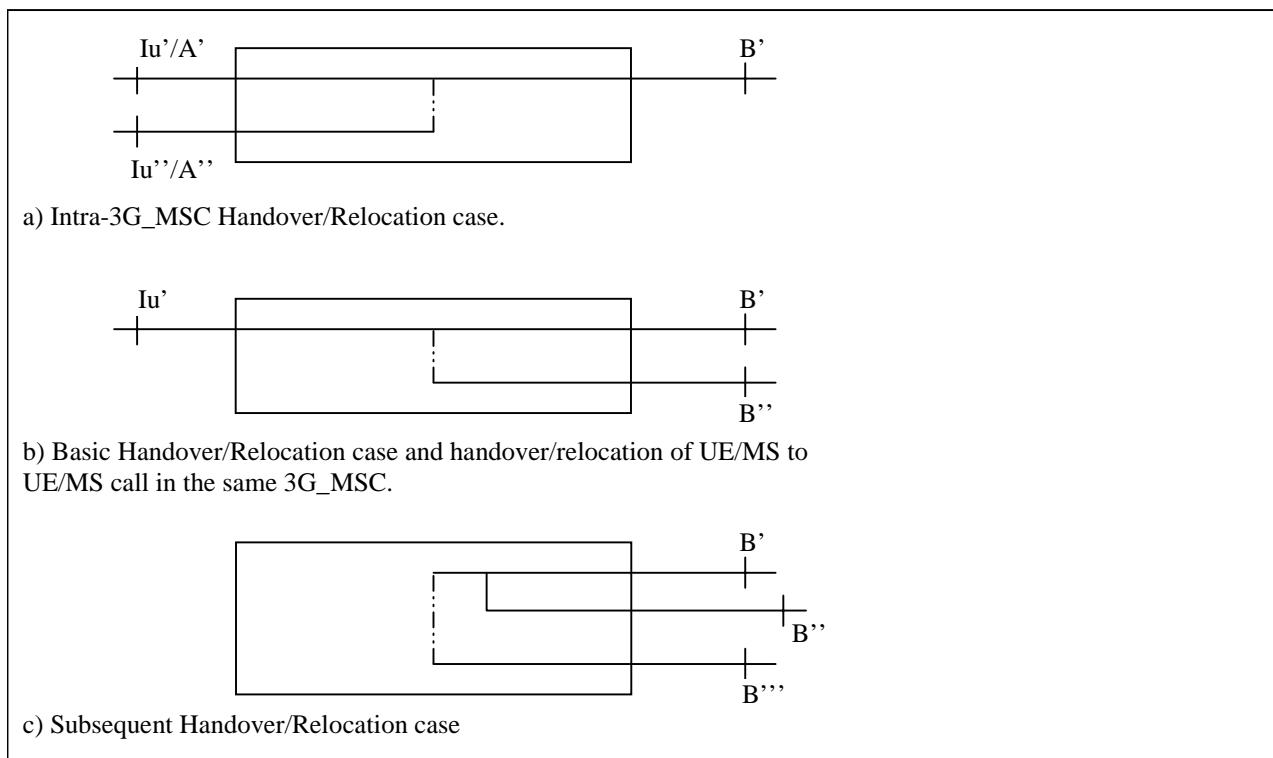 Iu’/A’
B’
Iu’’/A’’
a) Intra-3G_MSC Handover/Relocation case.
Iu’
B’
B’’
b) Basic Handover/Relocation case and handover/relocation of UE/MS to
UE/MS call in the same 3G_MSC.
B’
B’’
B’’’
c) Subsequent Handover/Relocation case